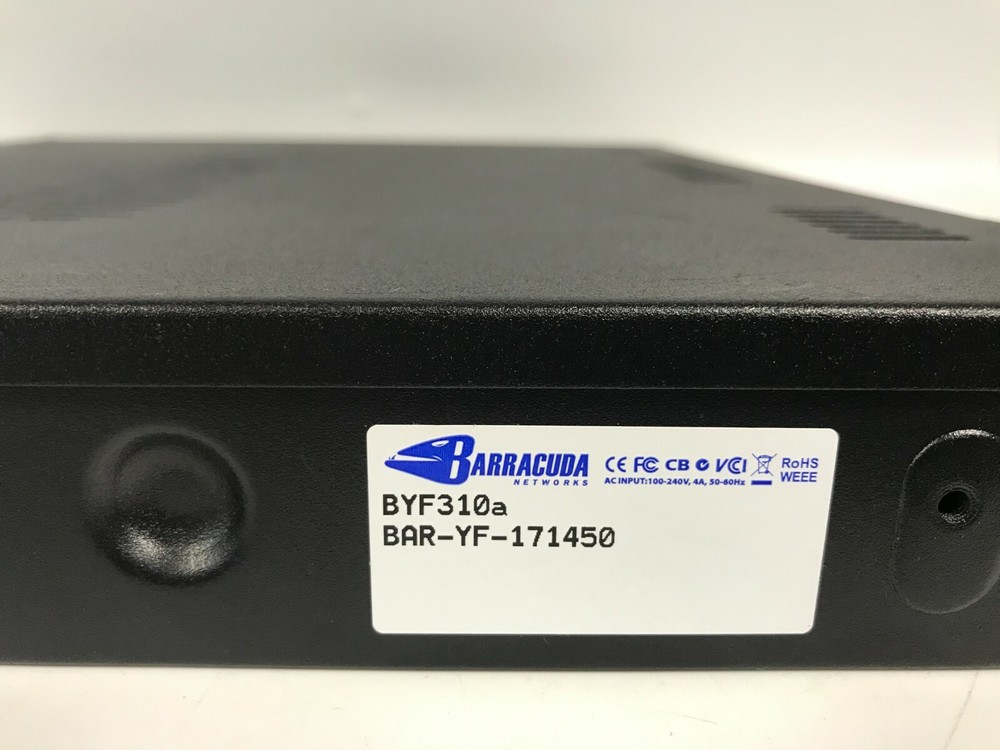 BARRACUDA
NETWORKS
CE FC CB VCI RoHS
WEEE
AC INPUT:100-240V, 4A, 50-60Hz
BYF310a
BAR-YF-171450